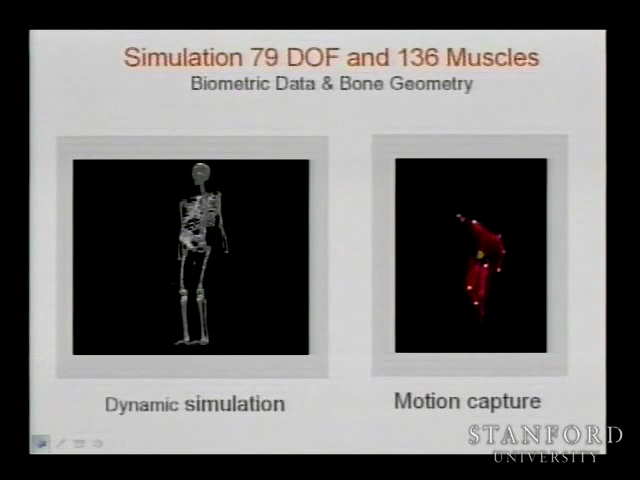 Simulation 79 DOF and 136 Muscles
Biometric Data & Bone Geometry
Dynamic simulation
Motion capture
STANFORD
UNIVERSITY